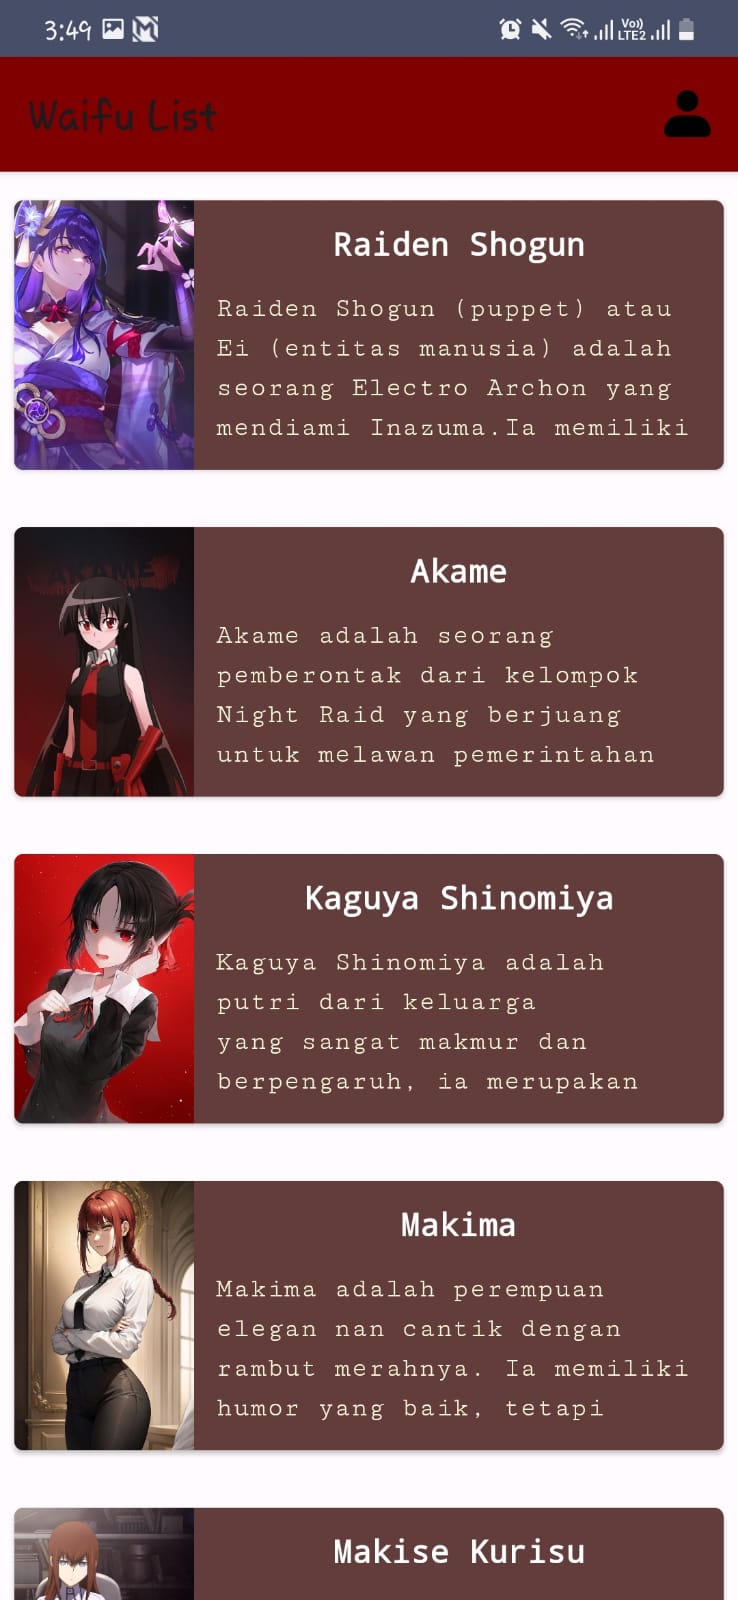 3:49
Vo))
LTE2
Waifu List
Raiden Shogun
Raiden Shogun (puppet) atau
Ei (entitas manusia) adalah
seorang Electro Archon yang
mendiami Inazuma.Ia memiliki
AKAME
Akame
Akame adalah seorang
pemberontak dari kelompok
Night Raid yang berjuang
untuk melawan pemerintahan
Kaguya Shinomiya
Kaguya Shinomiya adalah
putri dari keluarga
yang sangat makmur dan
berpengaruh, ia merupakan
Makima
Makima adalah perempuan
elegan nan cantik dengan
rambut merahnya. Ia memiliki
humor yang baik, tetapi
Makise Kurisu